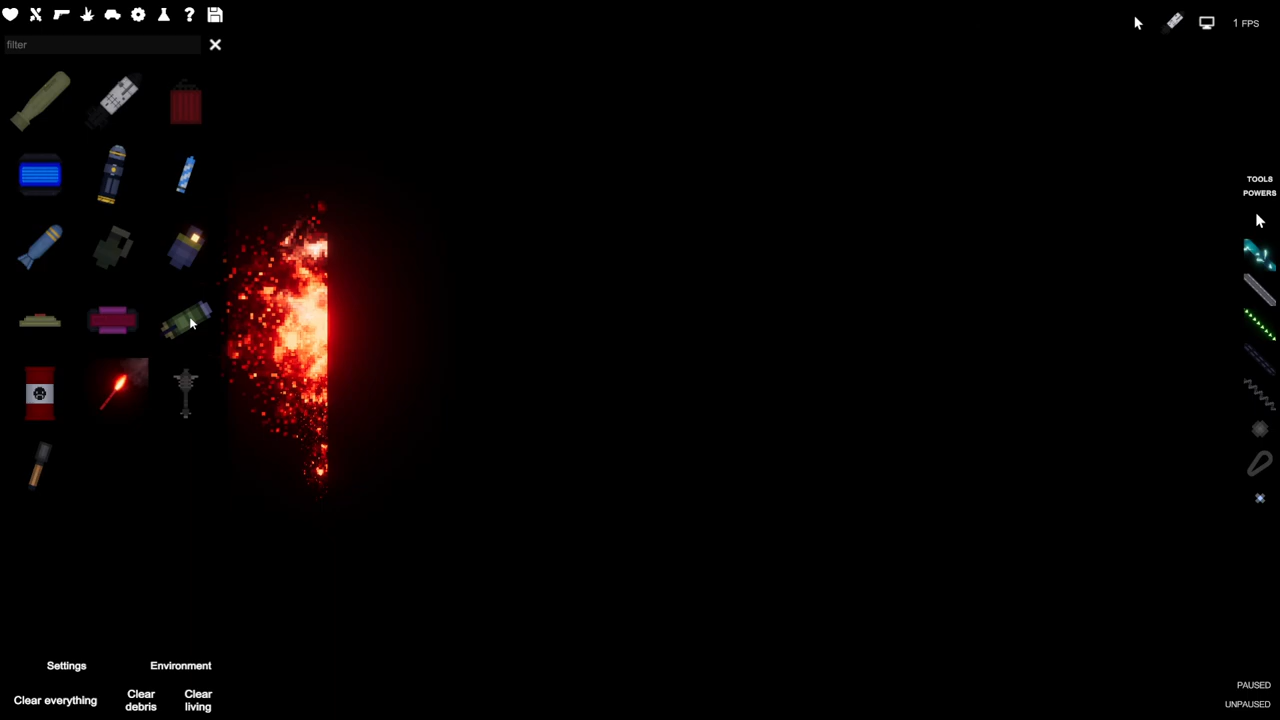 filter
1 FPS
TOOLS
POWERS
Settings
Environment
Clear everything
Clear
debris
Clear
living
PAUSED
UNPAUSED